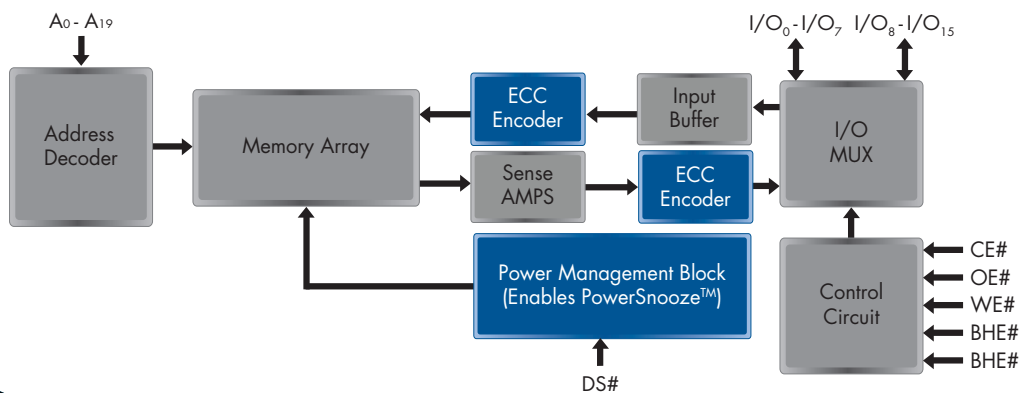 A0 - A19
I/O0-I/O7 I/O8-I/O15
Address
Decoder
Memory Array
ECC
Encoder
Input
Buffer
I/O
MUX
Sense
AMPS
ECC
Encoder
Power Management Block
(Enables PowerSnooze™)
DS#
Control
Circuit
CE#
OE#
WE#
BHE#
BHE#